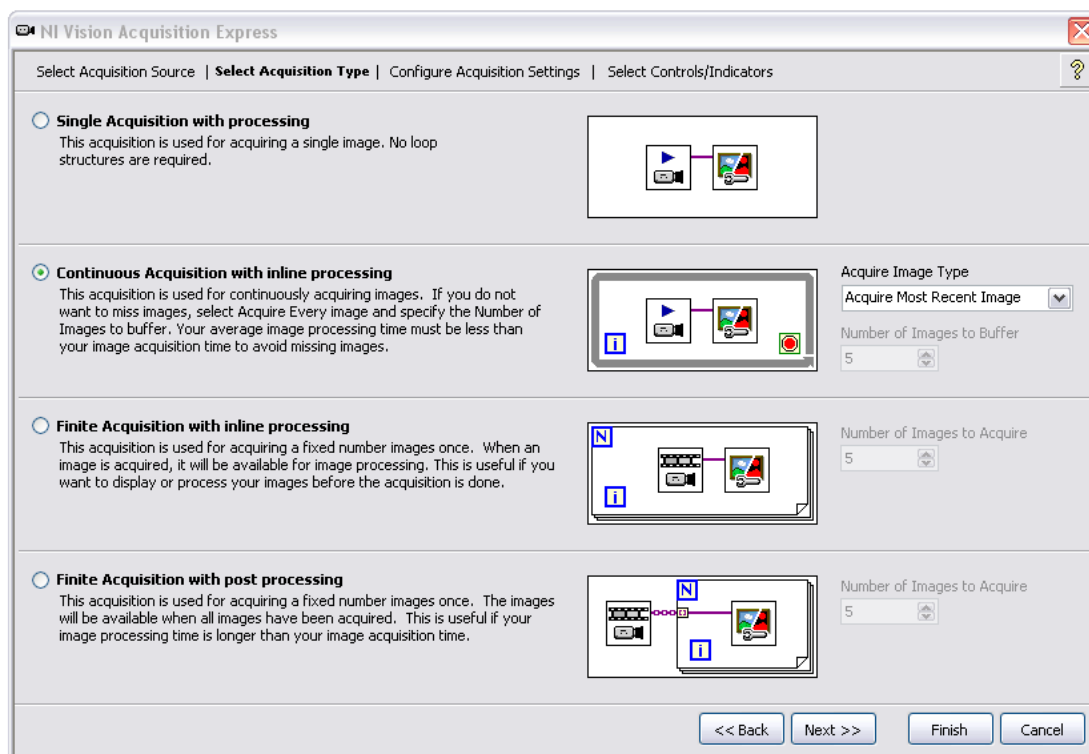 NI Vision Acquisition Express
Select Acquisition Source | Select Acquisition Type | Configure Acquisition Settings | Select Controls/Indicators
?
Single Acquisition with processing
This acquisition is used for acquiring a single image. No loop
structures are required.
Continuous Acquisition with inline processing
This acquisition is used for continuously acquiring images. If you do not
want to miss images, select Acquire Every image and specify the Number of
Images to buffer. Your average image processing time must be less than
your image acquisition time to avoid missing images.
i
Acquire Image Type
Acquire Most Recent Image
Number of Images to Buffer
5
Finite Acquisition with inline processing
This acquisition is used for acquiring a fixed number images once. When an
image is acquired, it will be available for image processing. This is useful if you
want to display or process your images before the acquisition is done.
N
i
Number of Images to Acquire
5
Finite Acquisition with post processing
This acquisition is used for acquiring a fixed number images once. The images
will be available when all images have been acquired. This is useful if your
image processing time is longer than your image acquisition time.
N
i
Number of Images to Acquire
5
<< Back
Next >>
Finish
Cancel